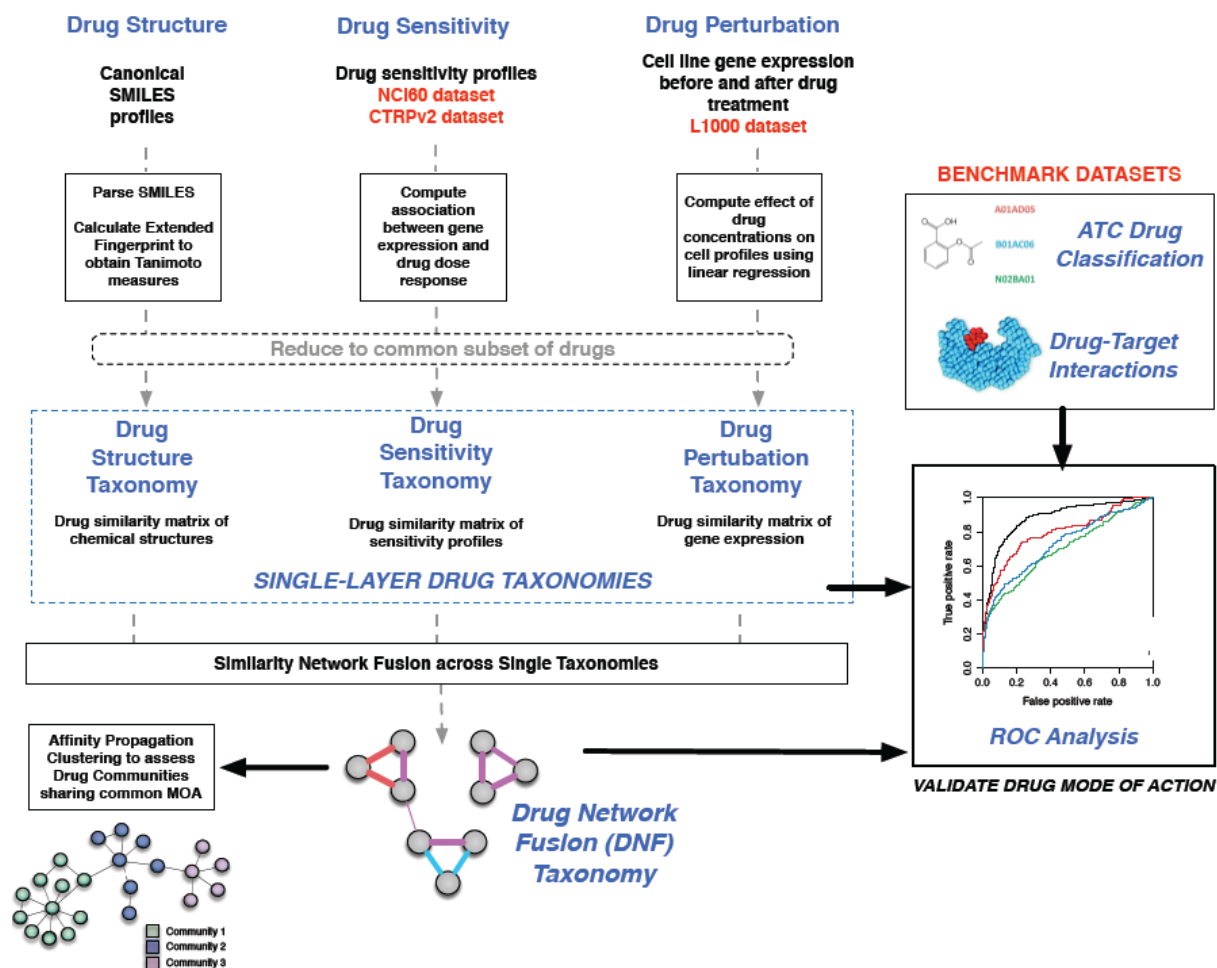 Drug Structure
Canonical
SMILES
profiles
Parse SMILES
Calculate Extended
Fingerprint to
obtain Tanimoto
measures
Drug Sensitivity
Drug sensitivity profiles
NCI60 dataset
CTRPv2 dataset
Compute
association
between gene
expression and
drug dose
response
Drug Perturbation
Cell line gene expression
before and after drug
treatment
L1000 dataset
Compute effect of
drug
concentrations on
cell profiles using
linear regression
Reduce to common subset of drugs
Drug
Structure
Taxonomy
Drug similarity matrix of
chemical structures
Drug
Sensitivity
Taxonomy
Drug similarity matrix of
sensitivity profiles
Drug
Pertubation
Taxonomy
Drug similarity matrix of
gene expression
SINGLE-LAYER DRUG TAXONOMIES
Similarity Network Fusion across Single Taxonomies
Affinity Propagation
Clustering to assess
Drug Communities
sharing common MOA
Community 1
Community 2
Community 3
Drug Network
Fusion (DNF)
Taxonomy
BENCHMARK DATASETS
O
OH
O
O
A01AD05
B01AC06
N02BA01
ATC Drug
Classification
Drug-Target
Interactions
True positive rate
1.0
0.8
0.6
0.4
0.2
0.0
0.0 0.2 0.4 0.6 0.8 1.0
False positive rate
ROC Analysis
VALIDATE DRUG MODE OF ACTION